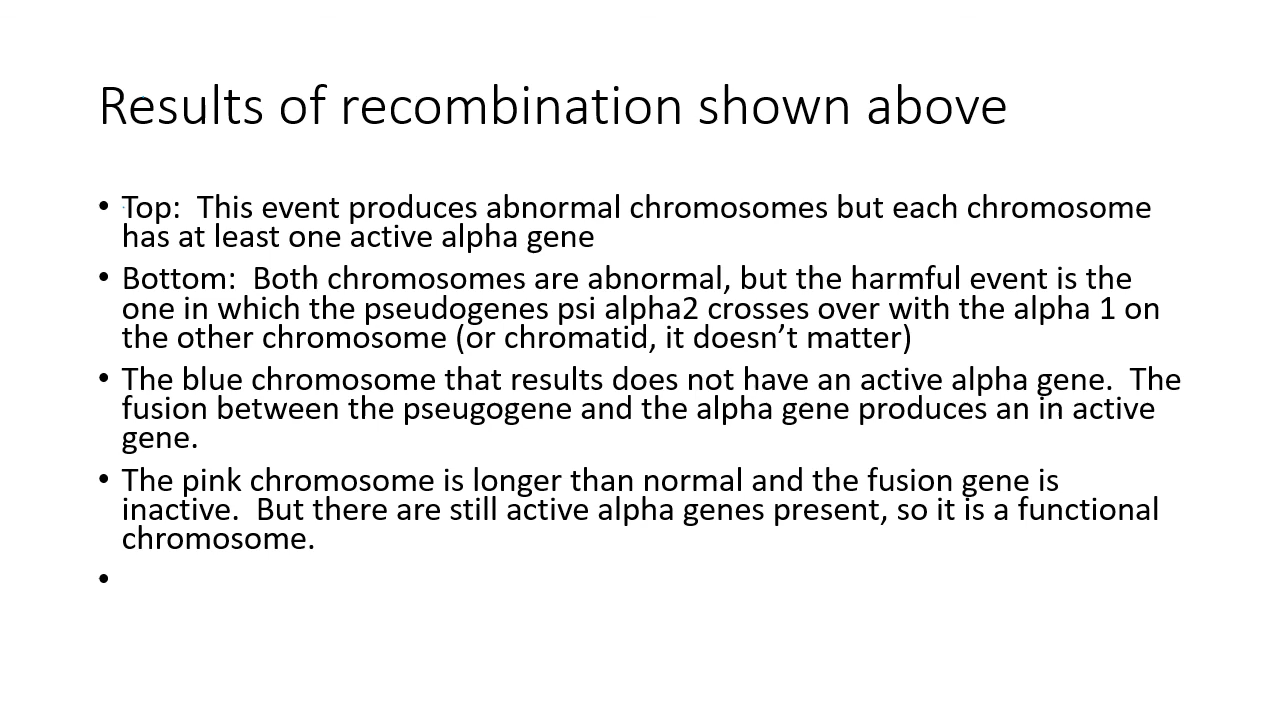 Results of recombination shown above
• Top:  This event produces abnormal chromosomes but each chromosome
has at least one active alpha gene
• Bottom:  Both chromosomes are abnormal, but the harmful event is the
one in which the pseudogenes psi alpha2 crosses over with the alpha 1 on
the other chromosome (or chromatid, it doesn’t matter)
• The blue chromosome that results does not have an active alpha gene.  The
fusion between the pseugogene and the alpha gene produces an in active
gene.
• The pink chromosome is longer than normal and the fusion gene is
inactive.  But there are still active alpha genes present, so it is a functional
chromosome.
•